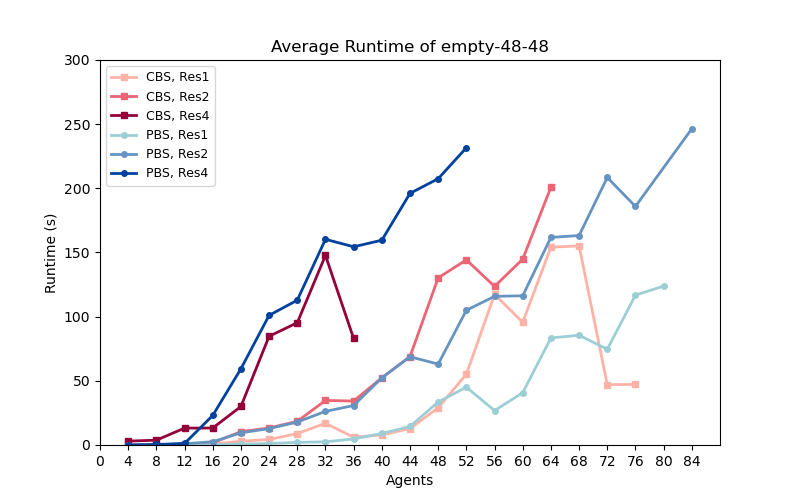 Average Runtime of empty-48-48
300
250
200
150
100
50
0
Runtime (s)
CBS, Res1
CBS, Res2
CBS, Res4
PBS, Res1
PBS, Res2
PBS, Res4
0 4 8 12 16 20 24 28 32 36 40 44 48 52 56 60 64 68 72 76 80 84
Agents